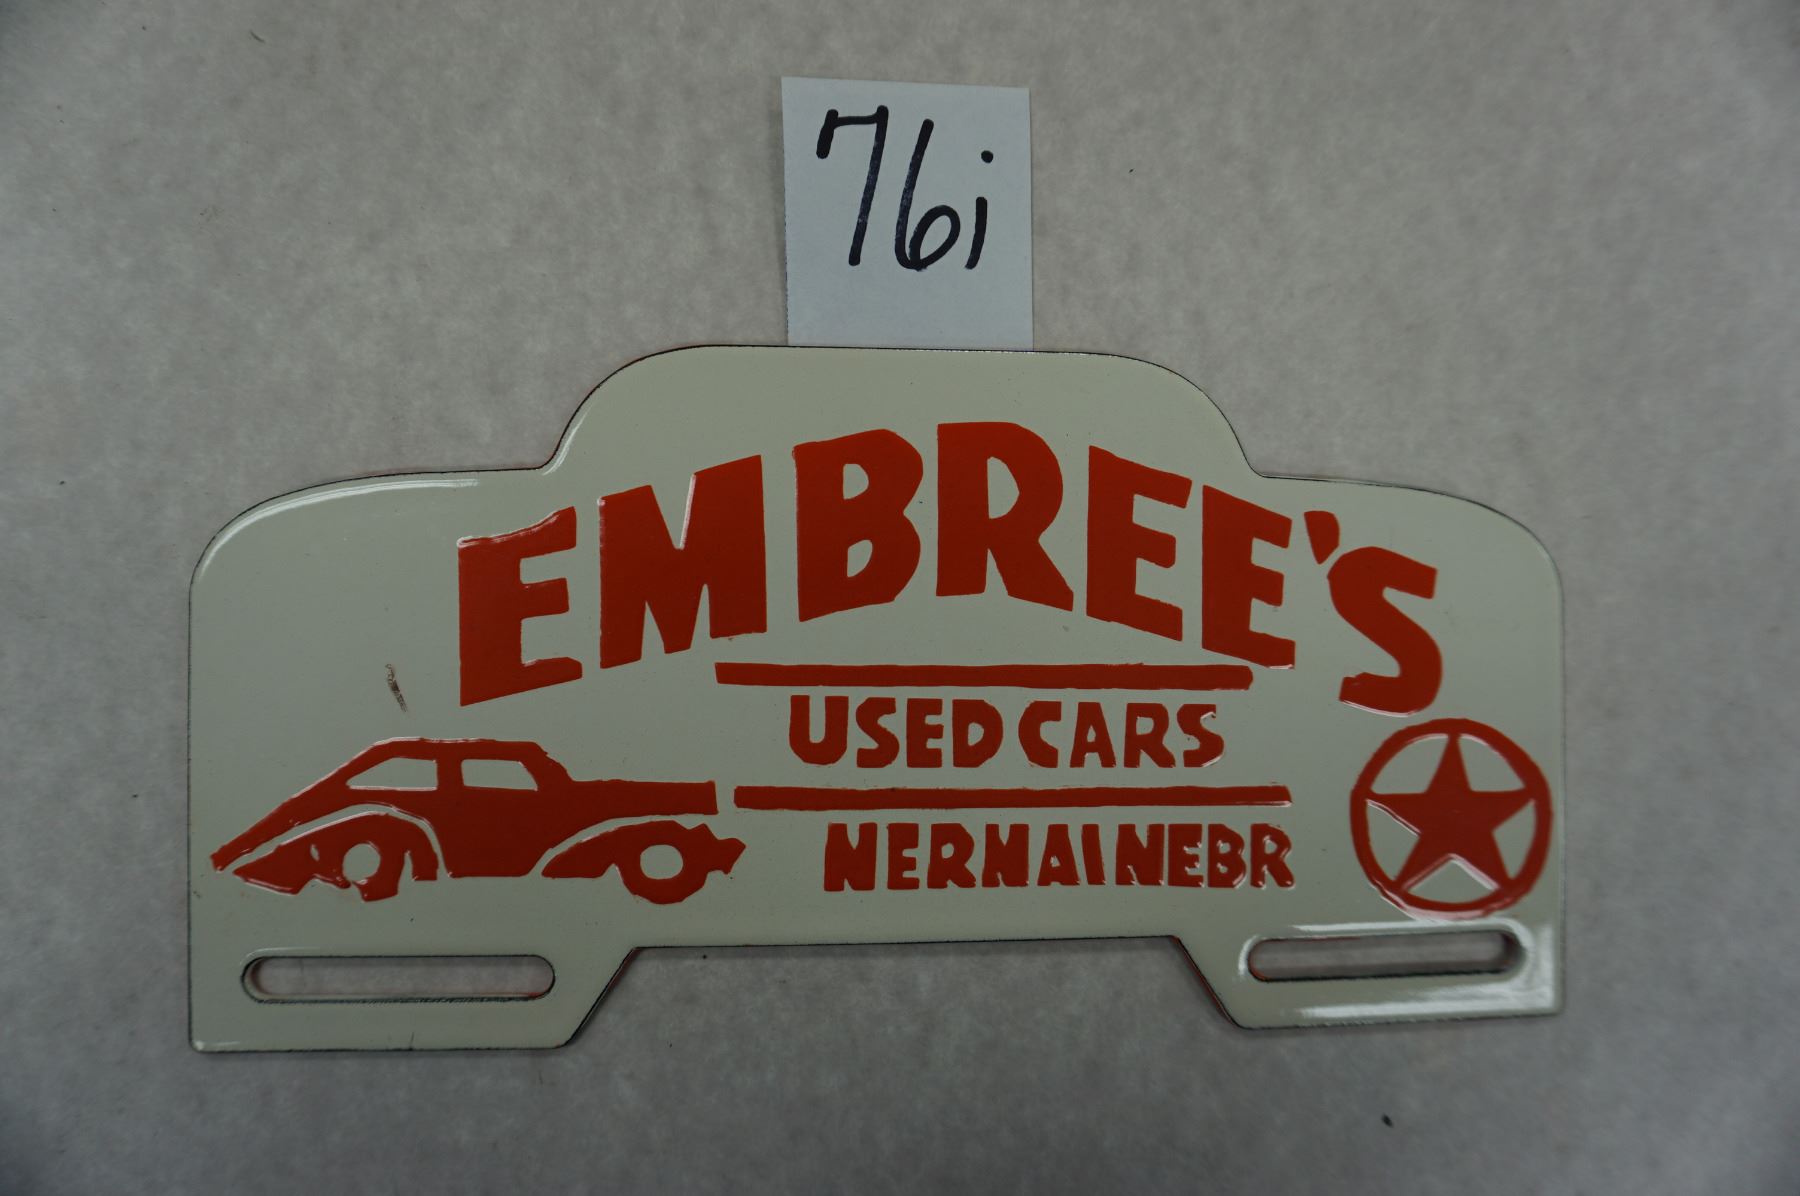 76i
EMBREE'S
USED CARS
NERNAINEBR